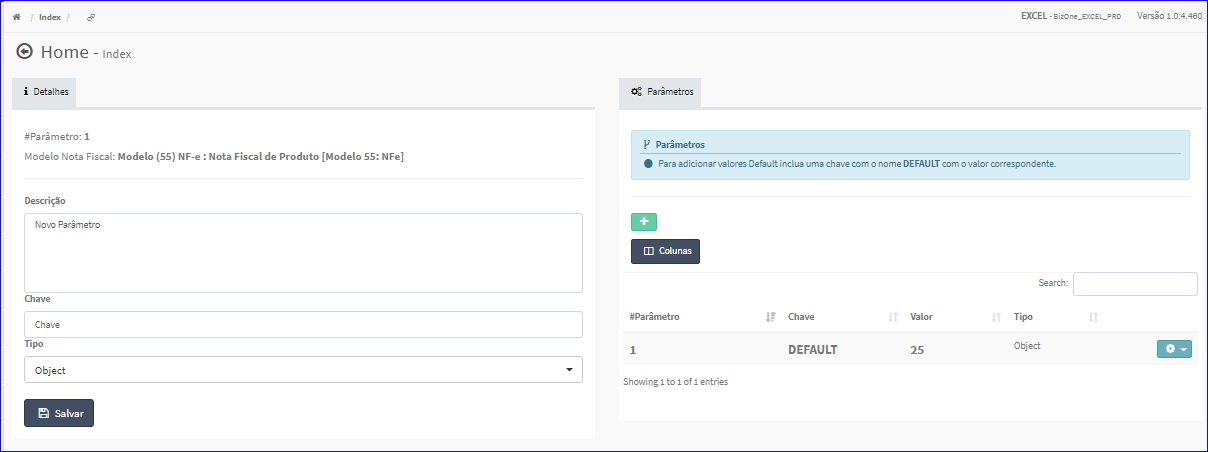 / Index /
EXCEL - BizOne_EXCEL_PRD Versão 1.0.4.460
Home - Index
Detalhes
#Parâmetro: 1
Modelo Nota Fiscal: Modelo (55) NF-e : Nota Fiscal de Produto [Modelo 55: NFe]
Descrição
Novo Parâmetro
Chave
Chave
Tipo
Object
Salvar
Parâmetros
Parâmetros
Para adicionar valores Default inclua uma chave com o nome DEFAULT com o valor correspondente.
+
Colunas
Search:
#Parâmetro Chave Valor Tipo
1 DEFAULT 25 Object
Showing 1 to 1 of 1 entries